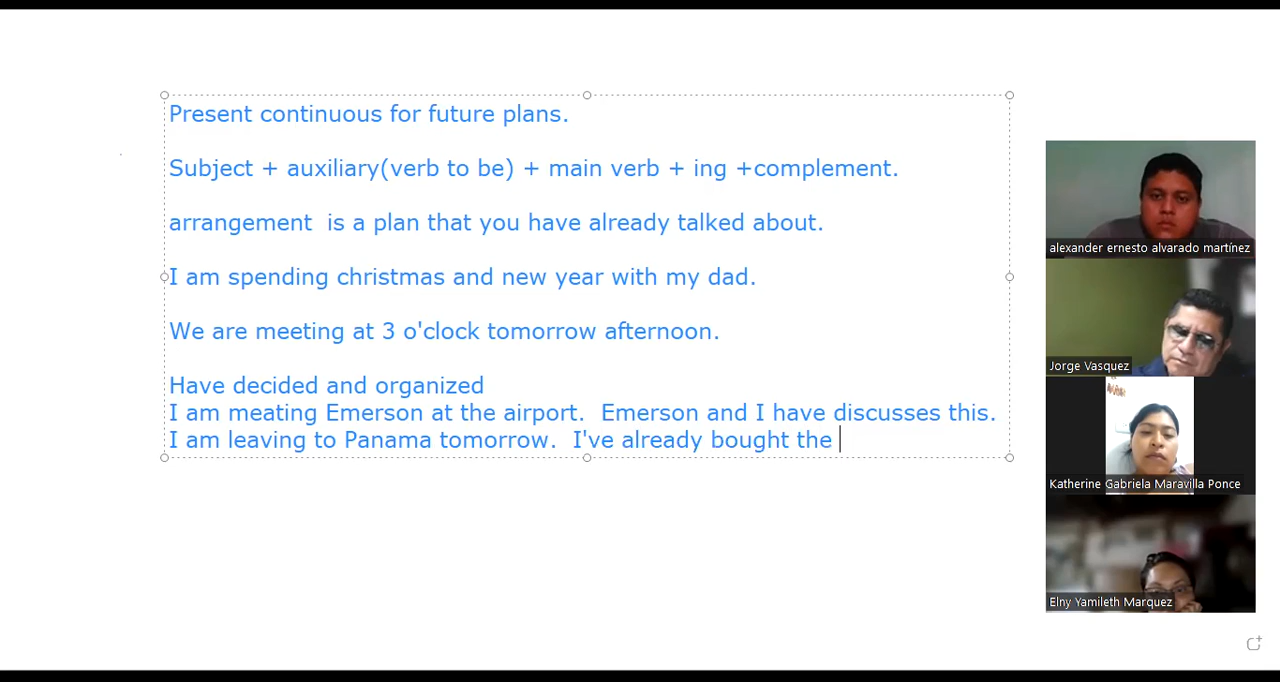 Present continuous for future plans.
Subject + auxiliary(verb to be) + main verb + ing +complement.
arrangement  is a plan that you have already talked about.
I am spending christmas and new year with my dad.
We are meeting at 3 o'clock tomorrow afternoon.
Have decided and organized
I am meating Emerson at the airport.  Emerson and I have discusses this.
I am leaving to Panama tomorrow.  I've already bought the
alexander ernesto alvarado martínez
Jorge Vasquez
Katherine Gabriela Maravilla Ponce
Elny Yamileth Marquez